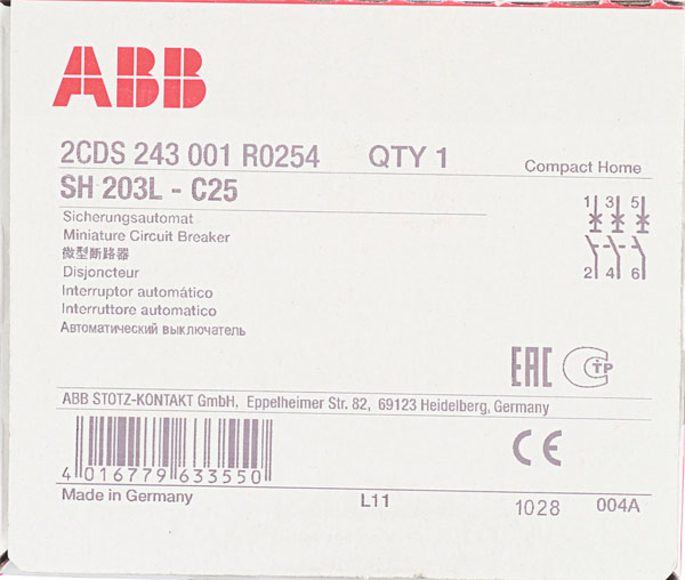 ABB
2CDS 243 001 R0254 QTY 1 Compact Home
SH 203L - C25
1 3 5
Sicherungsautomat
Miniature Circuit Breaker
微型断路器
Disjoncteur
2 4 6
Interruptor automático
Interruttore automatico
Автоматический выключатель
EAC C TP
ABB STOTZ-KONTAKT GmbH, Eppelheimer Str. 82, 69123 Heidelberg, Germany
CE
4 016779 633550
Made in Germany L11 1028 004A